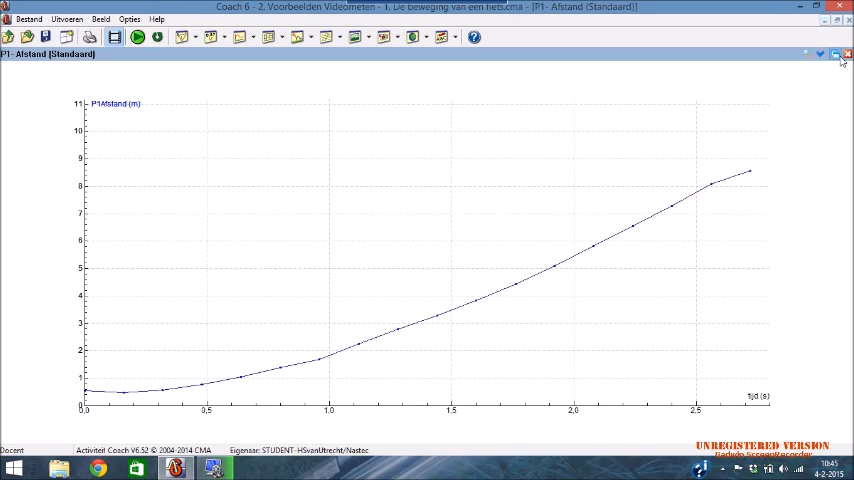 Coach 6 - 2. Voorbeelden Videometen - 1. De beweging van een fiets.cma - [P1- Afstand (Standaard)]
Bestand Uitvoeren Beeld Opties Help
P1- Afstand [Standaard]
P1Afstand (m)
11
10
9
8
7
6
5
4
3
2
1
0
0,0 0,5 1,0 1,5 2,0 2,5
tijd (s)
Docent Activiteit Coach V6.52 © 2004-2014 CMA Eigenaar: STUDENT-HSvanUtrecht/Nastec
UNREGISTERED VERSION
ScreenRecorder
10:45
4-2-2015